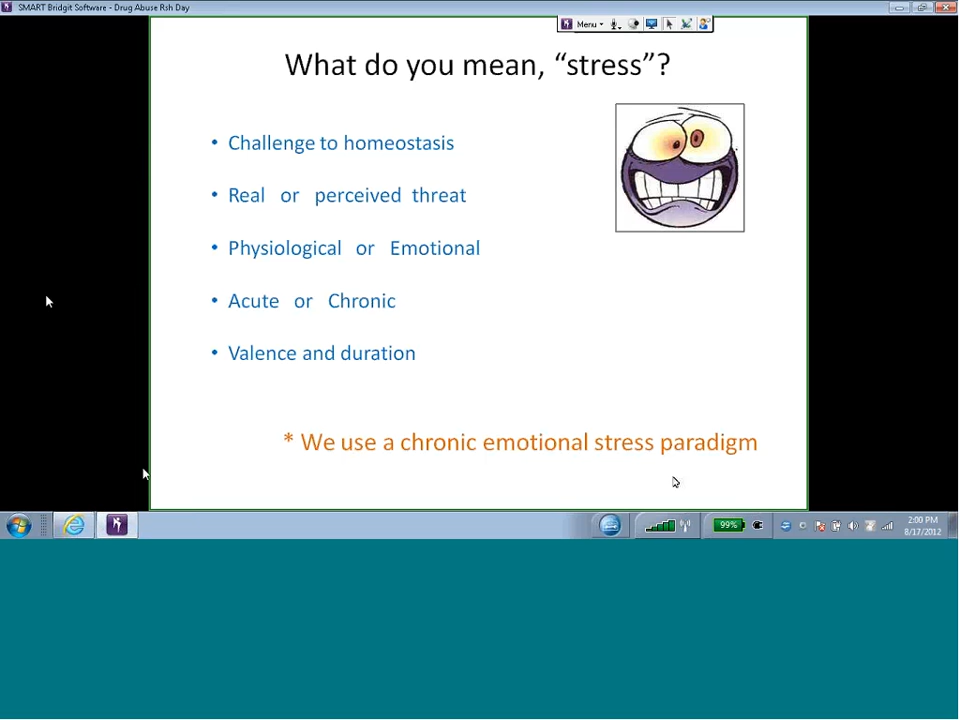 SMART Bridgit Software - Drug Abuse Rsh Day
Menu
What do you mean, “stress”?
• Challenge to homeostasis
• Real or perceived threat
• Physiological or Emotional
• Acute or Chronic
• Valence and duration
* We use a chronic emotional stress paradigm
99%
2:00 PM
8/17/2012